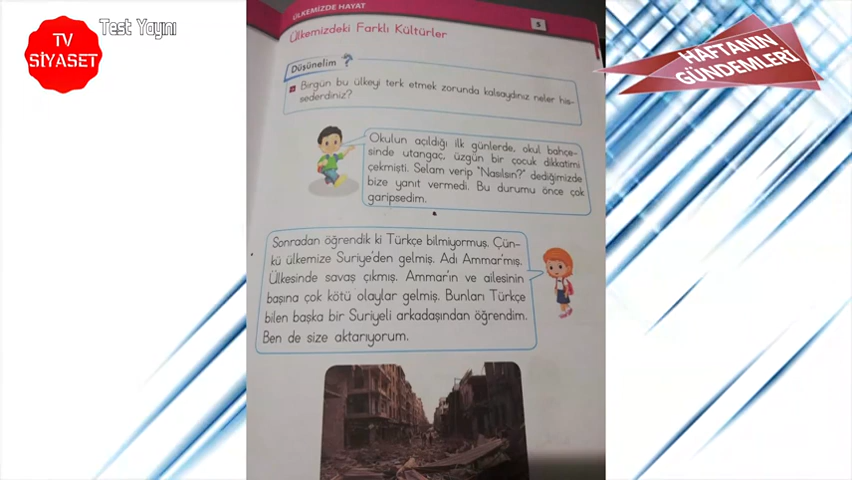 TV
SİYASET
Test Yayını
HAFTANIN
GÜNDEMLERİ
ÜLKEMİZDE HAYAT
5
Ülkemizdeki Farklı Kültürler
Düşünelim ?
Birgün bu ülkeyi terk etmek zorunda kalsaydınız neler his-
sederdiniz?
Okulun açıldığı ilk günlerde, okul bahçe-
sinde utangaç, üzgün bir çocuk dikkatimi
çekmişti. Selam verip "Nasılsın?" dediğimizde
bize yanıt vermedi. Bu durumu önce çok
garipsedim.
Sonradan öğrendik ki Türkçe bilmiyormuş. Çün-
kü ülkemize Suriye'den gelmiş. Adı Ammar'mış.
Ülkesinde savaş çıkmış. Ammar'ın ve ailesinin
başına çok kötü olaylar gelmiş. Bunları Türkçe
bilen başka bir Suriyeli arkadaşından öğrendim.
Ben de size aktarıyorum.